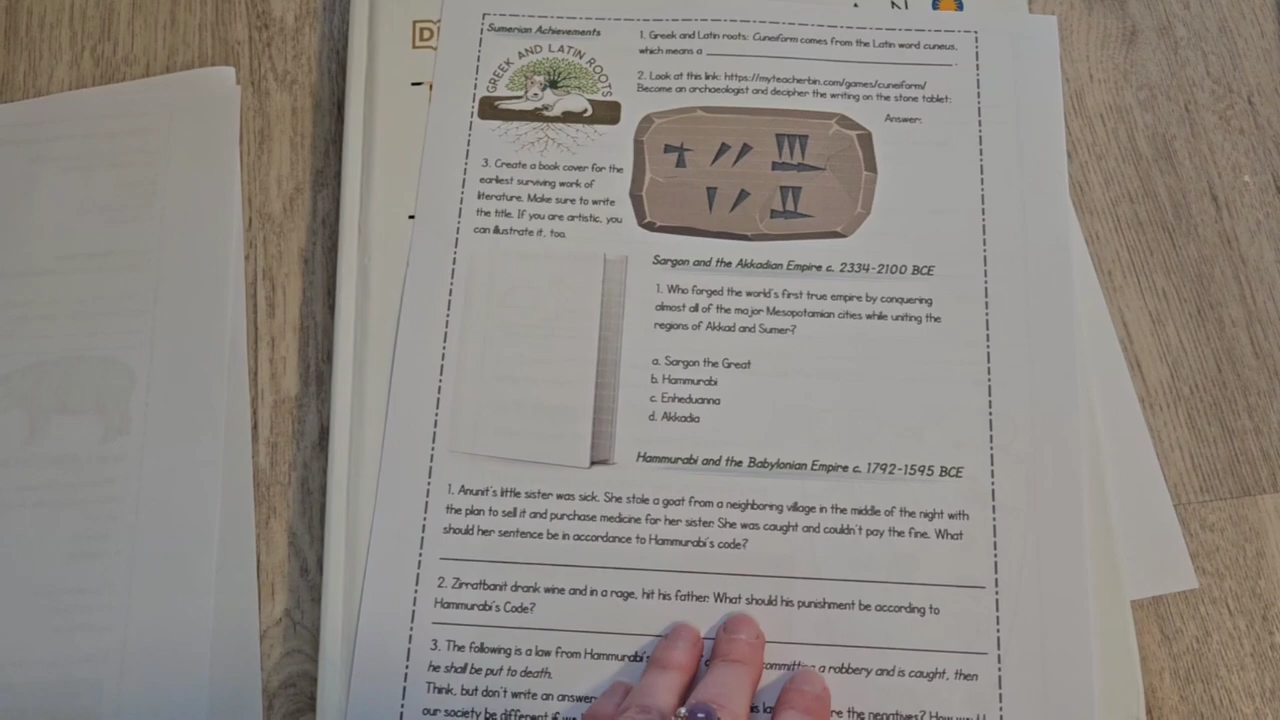 Sumerian Achievements
GREEK AND LATIN ROOTS
1. Greek and Latin roots: Cuneiform comes from the Latin word cuneus,
which means a
2. Look at this link: https://myteacherbin.com/games/cuneiform/
Become an archaeologist and decipher the writing on the stone tablet:
Answer:
3. Create a book cover for the
earliest surviving work of
literature. Make sure to write
the title. If you are artistic, you
can illustrate it, too.
Sargon and the Akkadian Empire c. 2334-2100 BCE
1. Who forged the world's first true empire by conquering
almost all of the major Mesopotamian cities while uniting the
regions of Akkad and Sumer?
a. Sargon the Great
b. Hammurabi
c. Enheduanna
d. Akkadia
Hammurabi and the Babylonian Empire c. 1792-1595 BCE
1. Anunit's little sister was sick. She stole a goat from a neighboring village in the middle of the night with
the plan to sell it and purchase medicine for her sister. She was caught and couldn't pay the fine. What
should her sentence be in accordance to Hammurabi's code?
2. Zirratbanit drank wine and in a rage, hit his father. What should his punishment be according to
Hammurabi's Code?
3. The following is a law from Hammurabi's committing a robbery and is caught, then
he shall be put to death.
Think, but don't write an answer re the negatives? How
our society be different if